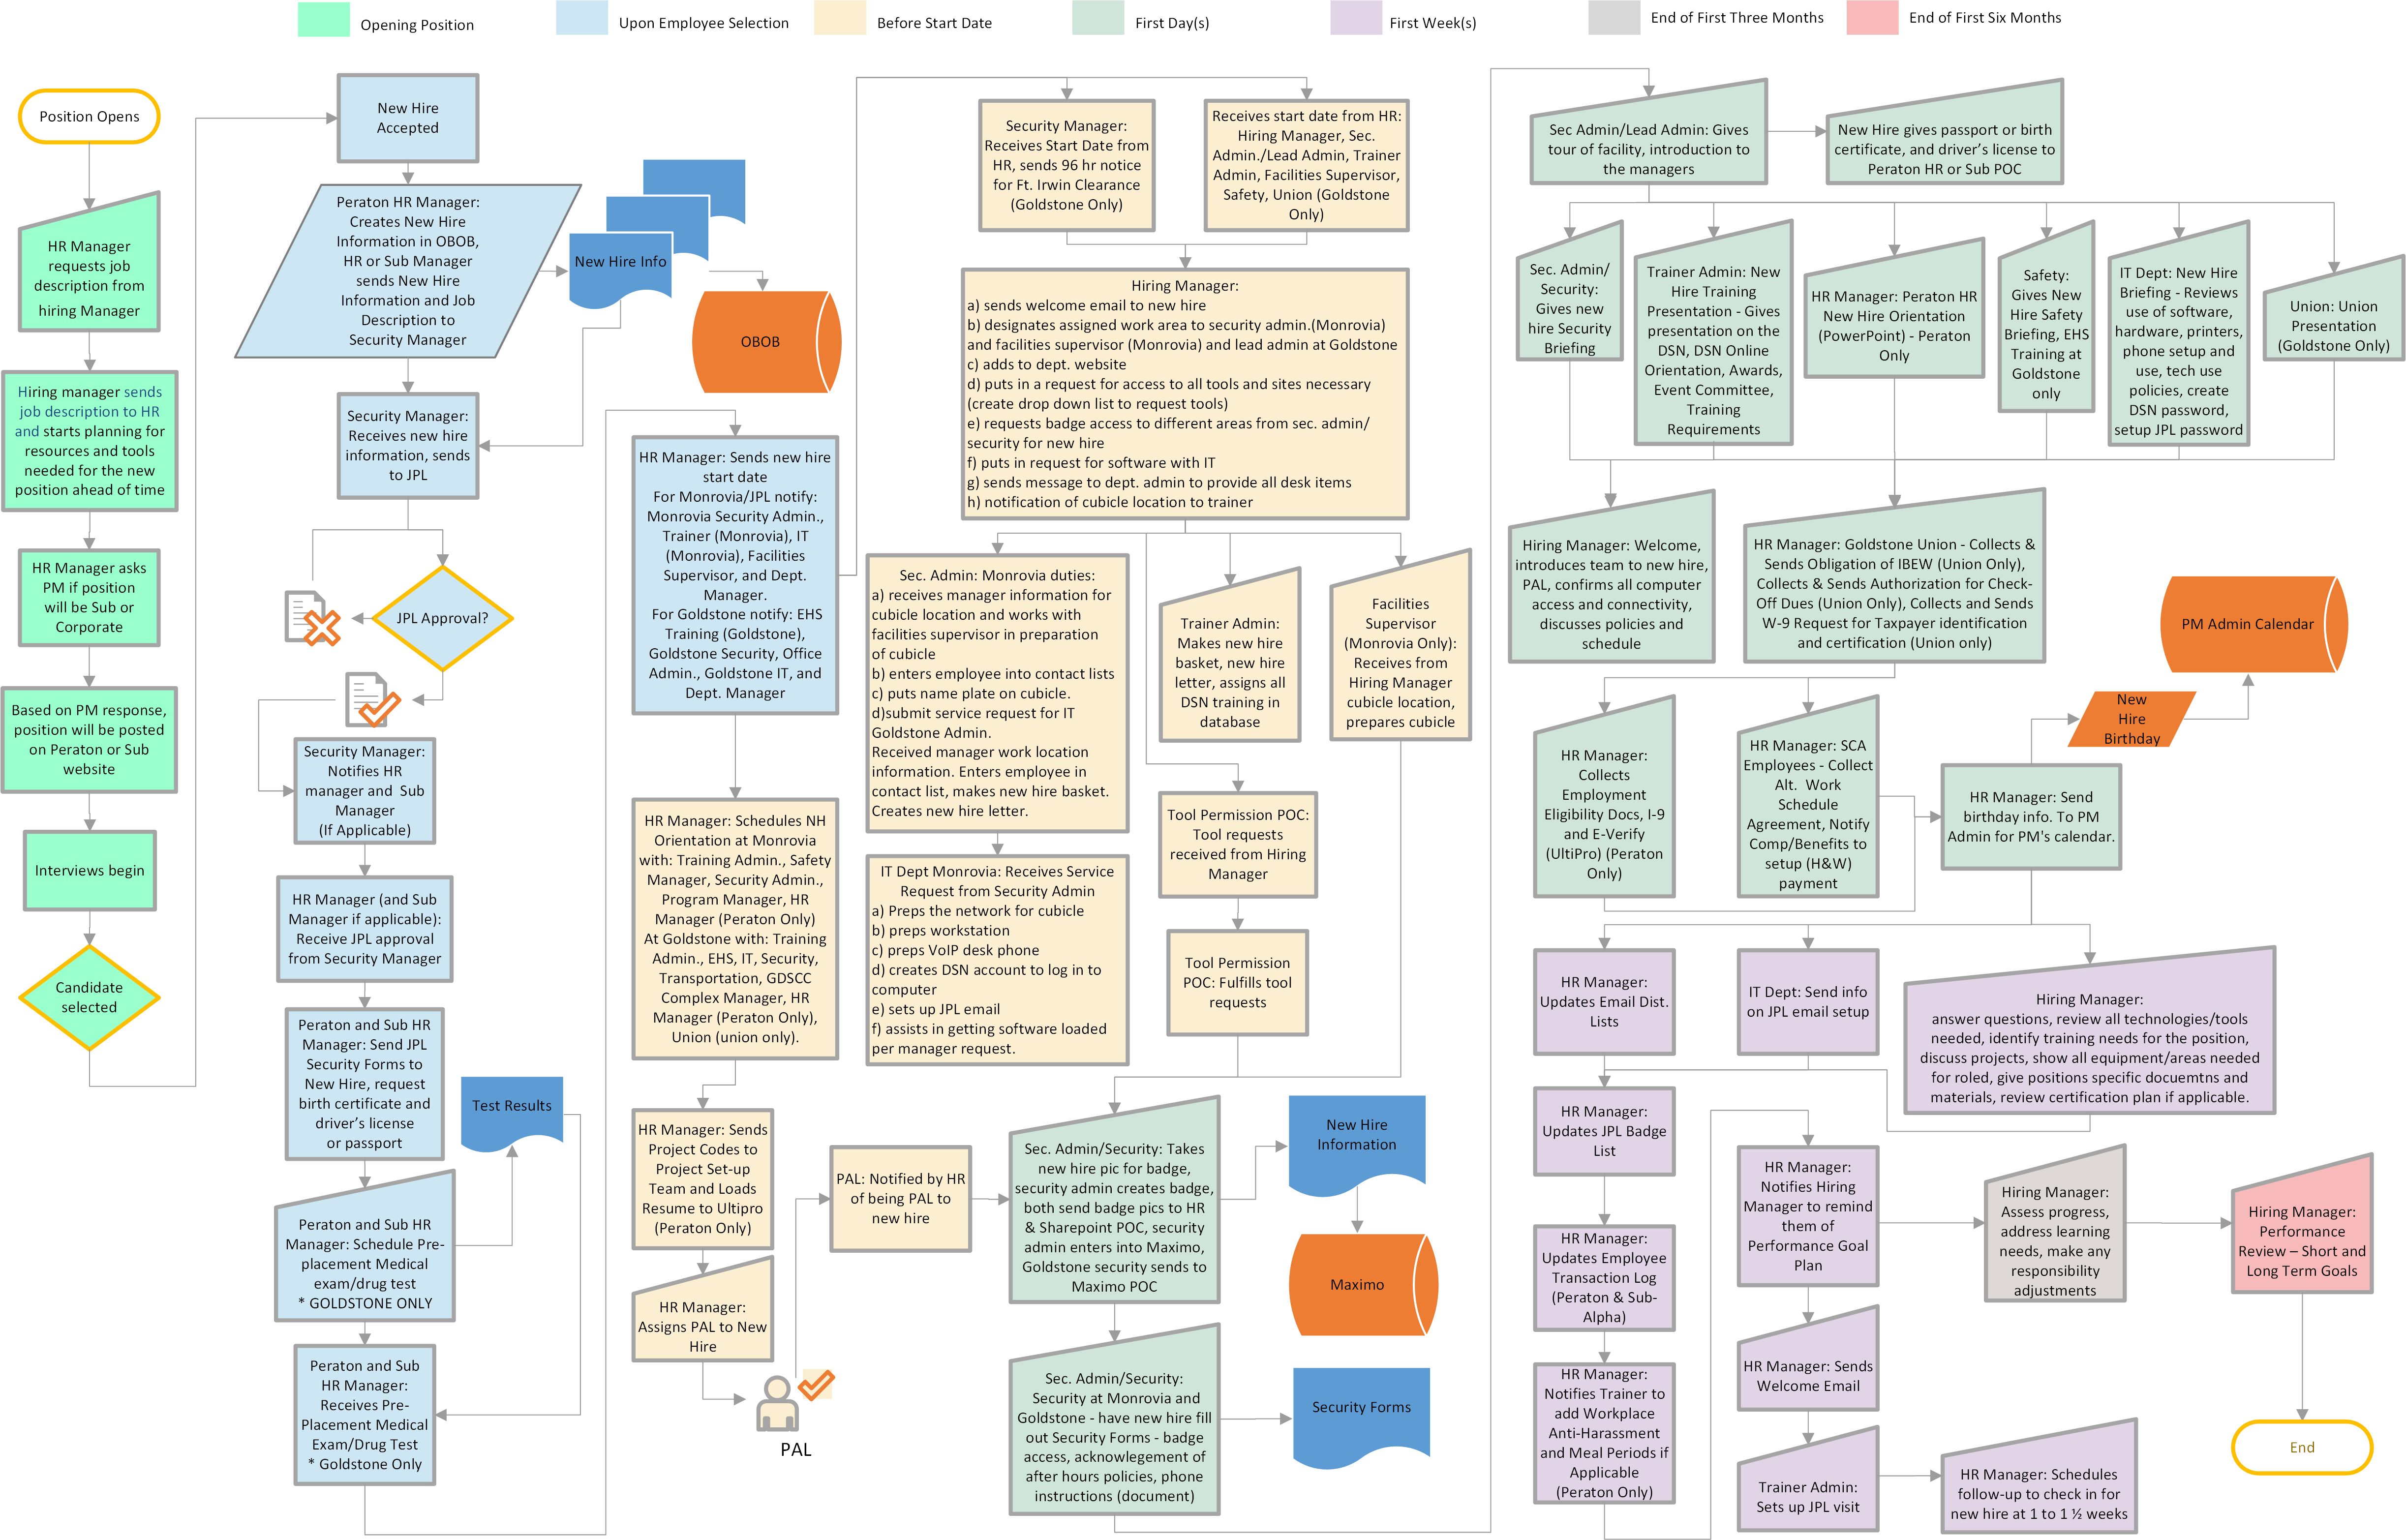 Opening Position
Upon Employee Selection
Before Start Date
First Day(s)
First Week(s)
End of First Three Months
End of First Six Months
Position Opens
HR Manager
requests job
description from
hiring Manager
Hiring manager sends
job description to HR
and starts planning for
resources and tools
needed for the new
position ahead of time
HR Manager asks
PM if position
will be Sub or
Corporate
Based on PM response,
position will be posted
on Peraton or Sub
website
Interviews begin
Candidate
selected
New Hire
Accepted
Peraton HR Manager:
Creates New Hire
Information in OBOB,
HR or Sub Manager
sends New Hire
Information and Job
Description to
Security Manager
New Hire Info
OBOB
Security Manager:
Receives new hire
information, sends
to JPL
JPL Approval?
Security Manager:
Notifies HR
manager and  Sub
Manager
(If Applicable)
HR Manager (and Sub
Manager if applicable):
Receive JPL approval
from Security Manager
Peraton and Sub HR
Manager: Send JPL
Security Forms to
New Hire, request
birth certificate and
driver’s license
or passport
Test Results
Peraton and Sub HR
Manager: Schedule Pre-
placement Medical
exam/drug test
* GOLDSTONE ONLY
Peraton and Sub
HR Manager:
Receives Pre-
Placement Medical
Exam/Drug Test
* Goldstone Only
HR Manager: Sends new hire
start date
For Monrovia/JPL notify:
Monrovia Security Admin.,
Trainer (Monrovia), IT
(Monrovia), Facilities
Supervisor, and Dept.
Manager.
For Goldstone notify: EHS
Training (Goldstone),
Goldstone Security, Office
Admin., Goldstone IT, and
Dept. Manager
HR Manager: Schedules NH
Orientation at Monrovia
with: Training Admin., Safety
Manager, Security Admin.,
Program Manager, HR
Manager (Peraton Only)
At Goldstone with: Training
Admin., EHS, IT, Security,
Transportation, GDSCC
Complex Manager, HR
Manager (Peraton Only),
Union (union only).
HR Manager: Sends
Project Codes to
Project Set-up
Team and Loads
Resume to Ultipro
(Peraton Only)
HR Manager:
Assigns PAL to New
Hire
PAL
PAL: Notified by HR
of being PAL to
new hire
Security Manager:
Receives Start Date from
HR, sends 96 hr notice
for Ft. Irwin Clearance
(Goldstone Only)
Receives start date from HR:
Hiring Manager, Sec.
Admin./Lead Admin, Trainer
Admin, Facilities Supervisor,
Safety, Union (Goldstone
Only)
Hiring Manager:
a) sends welcome email to new hire
b) designates assigned work area to security admin.(Monrovia)
and facilities supervisor (Monrovia) and lead admin at Goldstone
c) adds to dept. website
d) puts in a request for access to all tools and sites necessary
(create drop down list to request tools)
e) requests badge access to different areas from sec. admin/
security for new hire
f) puts in request for software with IT
g) sends message to dept. admin to provide all desk items
h) notification of cubicle location to trainer
Sec. Admin: Monrovia duties:
a) receives manager information for
cubicle location and works with
facilities supervisor in preparation
of cubicle
b) enters employee into contact lists
c) puts name plate on cubicle.
d)submit service request for IT
Goldstone Admin.
Received manager work location
information. Enters employee in
contact list, makes new hire basket.
Creates new hire letter.
IT Dept Monrovia: Receives Service
Request from Security Admin
a) Preps the network for cubicle
b) preps workstation
c) preps VoIP desk phone
d) creates DSN account to log in to
computer
e) sets up JPL email
f) assists in getting software loaded
per manager request.
Trainer Admin:
Makes new hire
basket, new hire
letter, assigns all
DSN training in
database
Facilities
Supervisor
(Monrovia Only):
Receives from
Hiring Manager
cubicle location,
prepares cubicle
Tool Permission POC:
Tool requests
received from Hiring
Manager
Tool Permission
POC: Fulfills tool
requests
Sec. Admin/Security: Takes
new hire pic for badge,
security admin creates badge,
both send badge pics to HR
& Sharepoint POC, security
admin enters into Maximo,
Goldstone security sends to
Maximo POC
New Hire
Information
Maximo
Sec. Admin/Security:
Security at Monrovia and
Goldstone - have new hire fill
out Security Forms - badge
access, acknowlegement of
after hours policies, phone
instructions (document)
Security Forms
Sec Admin/Lead Admin: Gives
tour of facility, introduction to
the managers
New Hire gives passport or birth
certificate, and driver’s license to
Peraton HR or Sub POC
Sec. Admin/
Security:
Gives new
hire Security
Briefing
Trainer Admin: New
Hire Training
Presentation - Gives
presentation on the
DSN, DSN Online
Orientation, Awards,
Event Committee,
Training
Requirements
HR Manager: Peraton HR
New Hire Orientation
(PowerPoint) - Peraton
Only
Safety:
Gives New
Hire Safety
Briefing, EHS
Training at
Goldstone
only
IT Dept: New Hire
Briefing - Reviews
use of software,
hardware, printers,
phone setup and
use, tech use
policies, create
DSN password,
setup JPL password
Union: Union
Presentation
(Goldstone Only)
Hiring Manager: Welcome,
introduces team to new hire,
PAL, confirms all computer
access and connectivity,
discusses policies and
schedule
HR Manager: Goldstone Union - Collects &
Sends Obligation of IBEW (Union Only),
Collects & Sends Authorization for Check-
Off Dues (Union Only), Collects and Sends
W-9 Request for Taxpayer identification
and certification (Union only)
PM Admin Calendar
New
Hire
Birthday
HR Manager:
Collects
Employment
Eligibility Docs, I-9
and E-Verify
(UltiPro) (Peraton
Only)
HR Manager: SCA
Employees - Collect
Alt.  Work
Schedule
Agreement, Notify
Comp/Benefits to
setup (H&W)
payment
HR Manager: Send
birthday info. To PM
Admin for PM's calendar.
HR Manager:
Updates Email Dist.
Lists
IT Dept: Send info
on JPL email setup
Hiring Manager:
answer questions, review all technologies/tools
needed, identify training needs for the position,
discuss projects, show all equipment/areas needed
for roled, give positions specific docuemtns and
materials, review certification plan if applicable.
HR Manager:
Updates JPL Badge
List
HR Manager:
Updates Employee
Transaction Log
(Peraton & Sub-
Alpha)
HR Manager:
Notifies Trainer to
add Workplace
Anti-Harassment
and Meal Periods if
Applicable
(Peraton Only)
HR Manager:
Notifies Hiring
Manager to remind
them of
Performance Goal
Plan
HR Manager: Sends
Welcome Email
Trainer Admin:
Sets up JPL visit
HR Manager: Schedules
follow-up to check in for
new hire at 1 to 1 ½ weeks
Hiring Manager:
Assess progress,
address learning
needs, make any
responsibility
adjustments
Hiring Manager:
Performance
Review – Short and
Long Term Goals
End